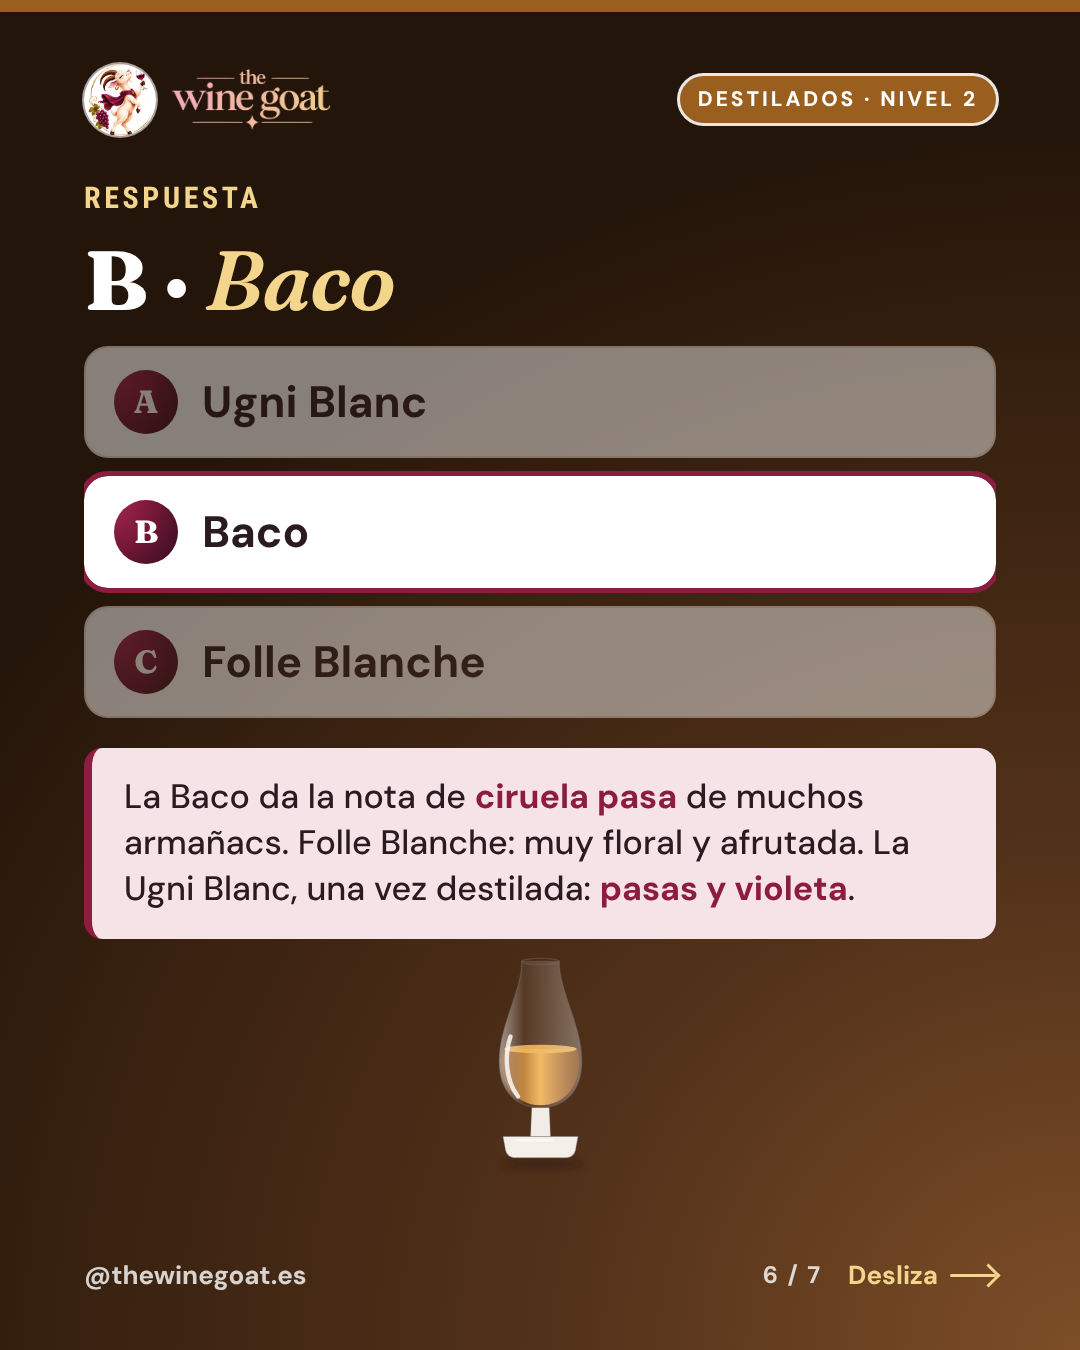 the
wine goat
DESTILADOS · NIVEL 2
RESPUESTA
B · Baco
A Ugni Blanc
B Baco
C Folle Blanche
La Baco da la nota de ciruela pasa de muchos
armañacs. Folle Blanche: muy floral y afrutada. La
Ugni Blanc, una vez destilada: pasas y violeta.
@thewinegoat.es
6 / 7 Desliza